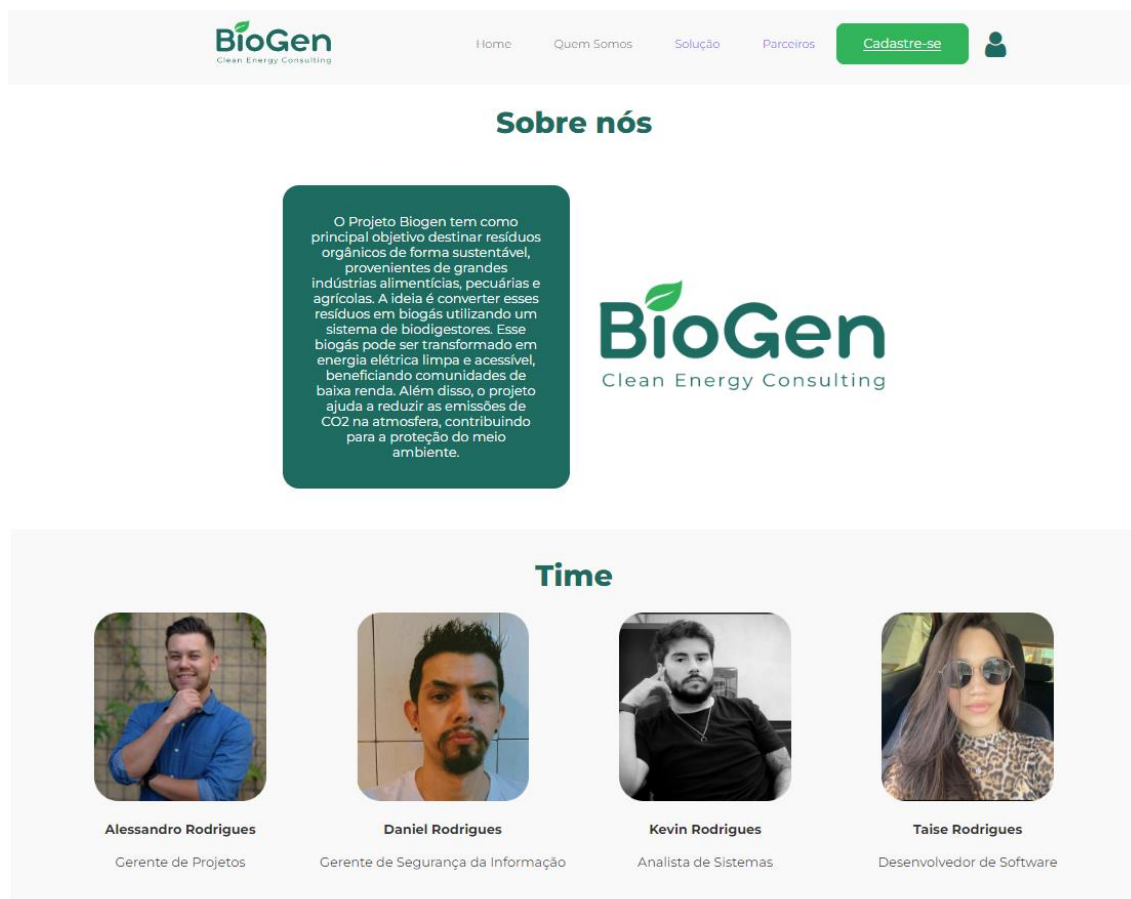 BioGen
Clean Energy Consulting
Home
Quem Somos
Solução
Parceiros
Cadastre-se
Sobre nós
O Projeto Biogen tem como
principal objetivo destinar resíduos
orgânicos de forma sustentável,
provenientes de grandes
indústrias alimentícias, pecuárias e
agrícolas. A ideia é converter esses
resíduos em biogás utilizando um
sistema de biodigestores. Esse
biogás pode ser transformado em
energia elétrica limpa e acessível,
beneficiando comunidades de
baixa renda. Além disso, o projeto
ajuda a reduzir as emissões de
CO2 na atmosfera, contribuindo
para a proteção do meio
ambiente.
BioGen
Clean Energy Consulting
Time
Alessandro Rodrigues
Gerente de Projetos
Daniel Rodrigues
Gerente de Segurança da Informação
Kevin Rodrigues
Analista de Sistemas
Taise Rodrigues
Desenvolvedor de Software